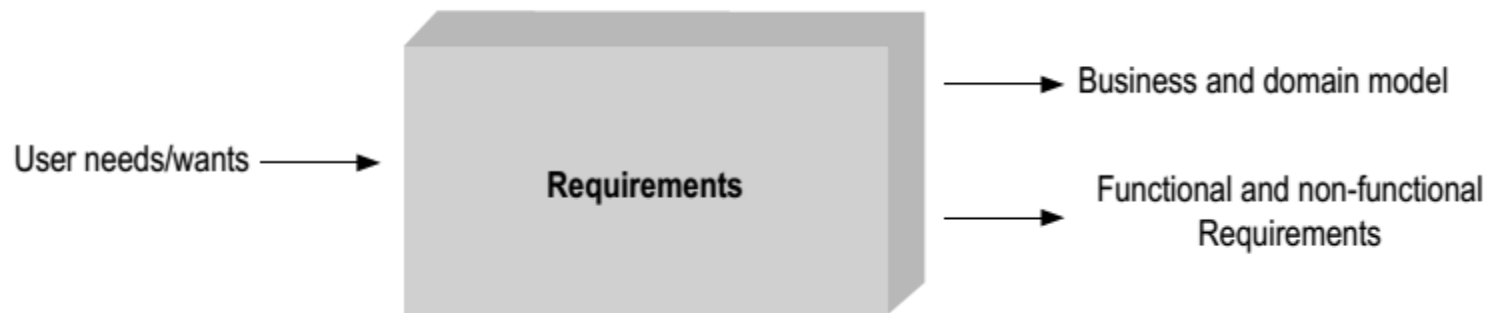 User needs/wants
Requirements
Business and domain model
Functional and non-functional
Requirements